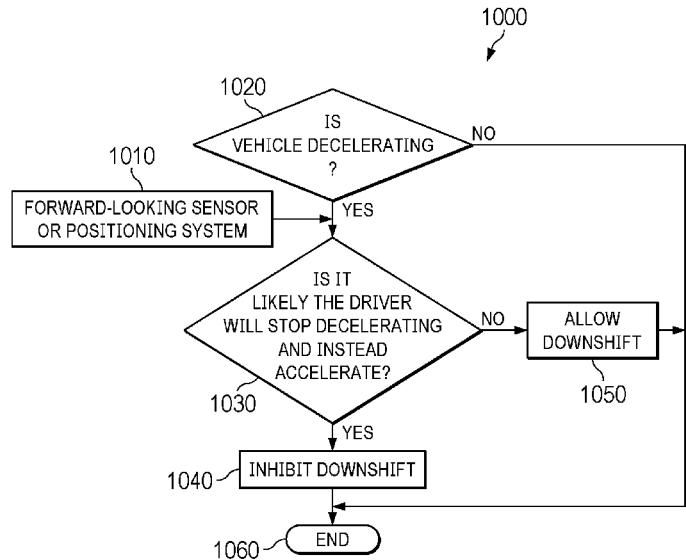 1000
1020
IS
VEHICLE DECELERATING
?
NO
1010
FORWARD-LOOKING SENSOR
OR POSITIONING SYSTEM
YES
IS IT
LIKELY THE DRIVER
WILL STOP DECELERATING
AND INSTEAD
ACCELERATE?
NO
ALLOW
DOWNSHIFT
1050
1030
YES
1040
INHIBIT DOWNSHIFT
1060
END